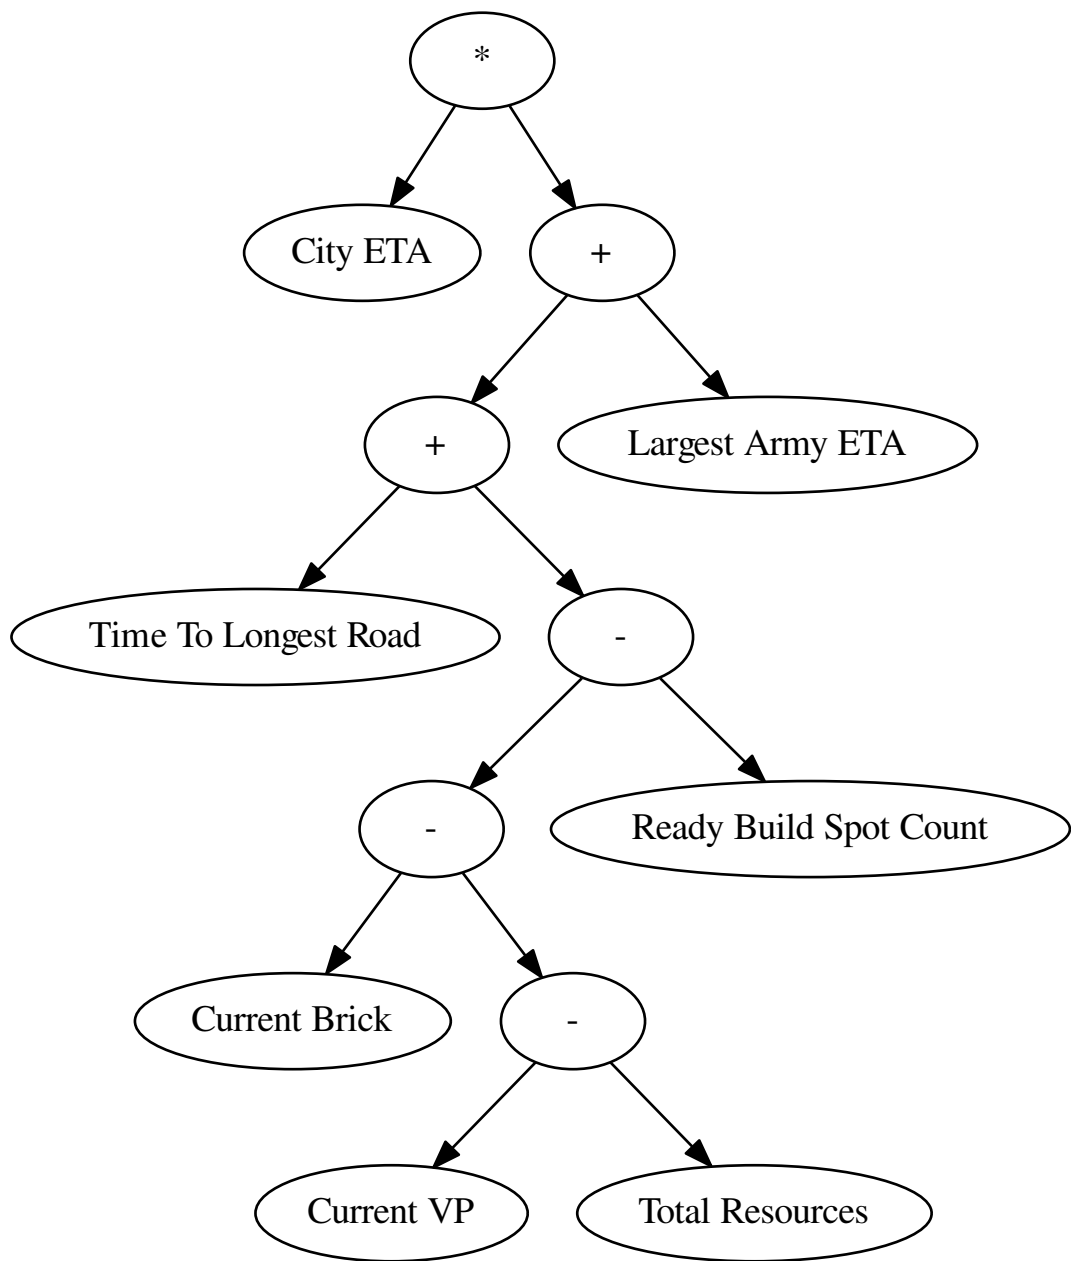 *
City ETA
+
+
Largest Army ETA
Time To Longest Road
-
-
Ready Build Spot Count
Current Brick
-
Current VP
Total Resources